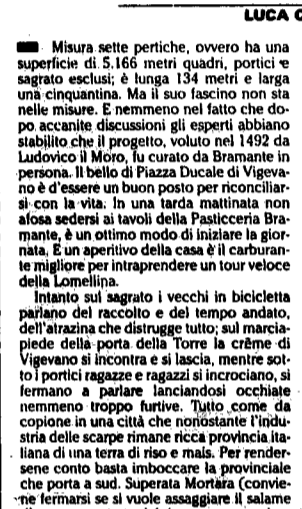 LUCA
Misura sette pertiche, ovvero ha una
superficie di 5.166 metri quadri, portici e
sagrato esclusi; è lunga 134 metri e larga
una cinquantina. Ma il suo fascino non sta
nelle misure. E nemmeno nel fatto che do-
po accanite discussioni gli esperti abbiano
stabilito che il progetto, voluto nel 1492 da
Ludovico il Moro, fu curato da Bramante in
persona. Il bello di Piazza Ducale di Vigeva-
no è d'essere un buon posto per riconciliar-
si con la vita. In una tarda mattinata non
afosa sedersi ai tavoli della Pasticceria Bra-
mante, è un ottimo modo di iniziare la gior-
nata. E un aperitivo della casa è il carburan-
te migliore per intraprendere un tour veloce
della Lomellina.
Intanto sul sagrato i vecchi in bicicletta
parlano del raccolto e del tempo andato,
dell'atrazina che distrugge tutto; sul marcia-
piede della porta della Torre la crême di
Vigevano si incontra e si lascia, mentre sot-
to i portici ragazze e ragazzi si incrociano, si
fermano a parlare lanciandosi occhiate
nemmeno troppo furtive. Tutto come da
copione in una città che nonostante l'indu-
stria delle scarpe rimane ricca provincia ita-
liana di una terra di riso e mais. Per render-
sene conto basta imboccare la provinciale
che porta a sud. Superata Mortara (convie-
ne fermarsi se si vuole assaggiare il salame